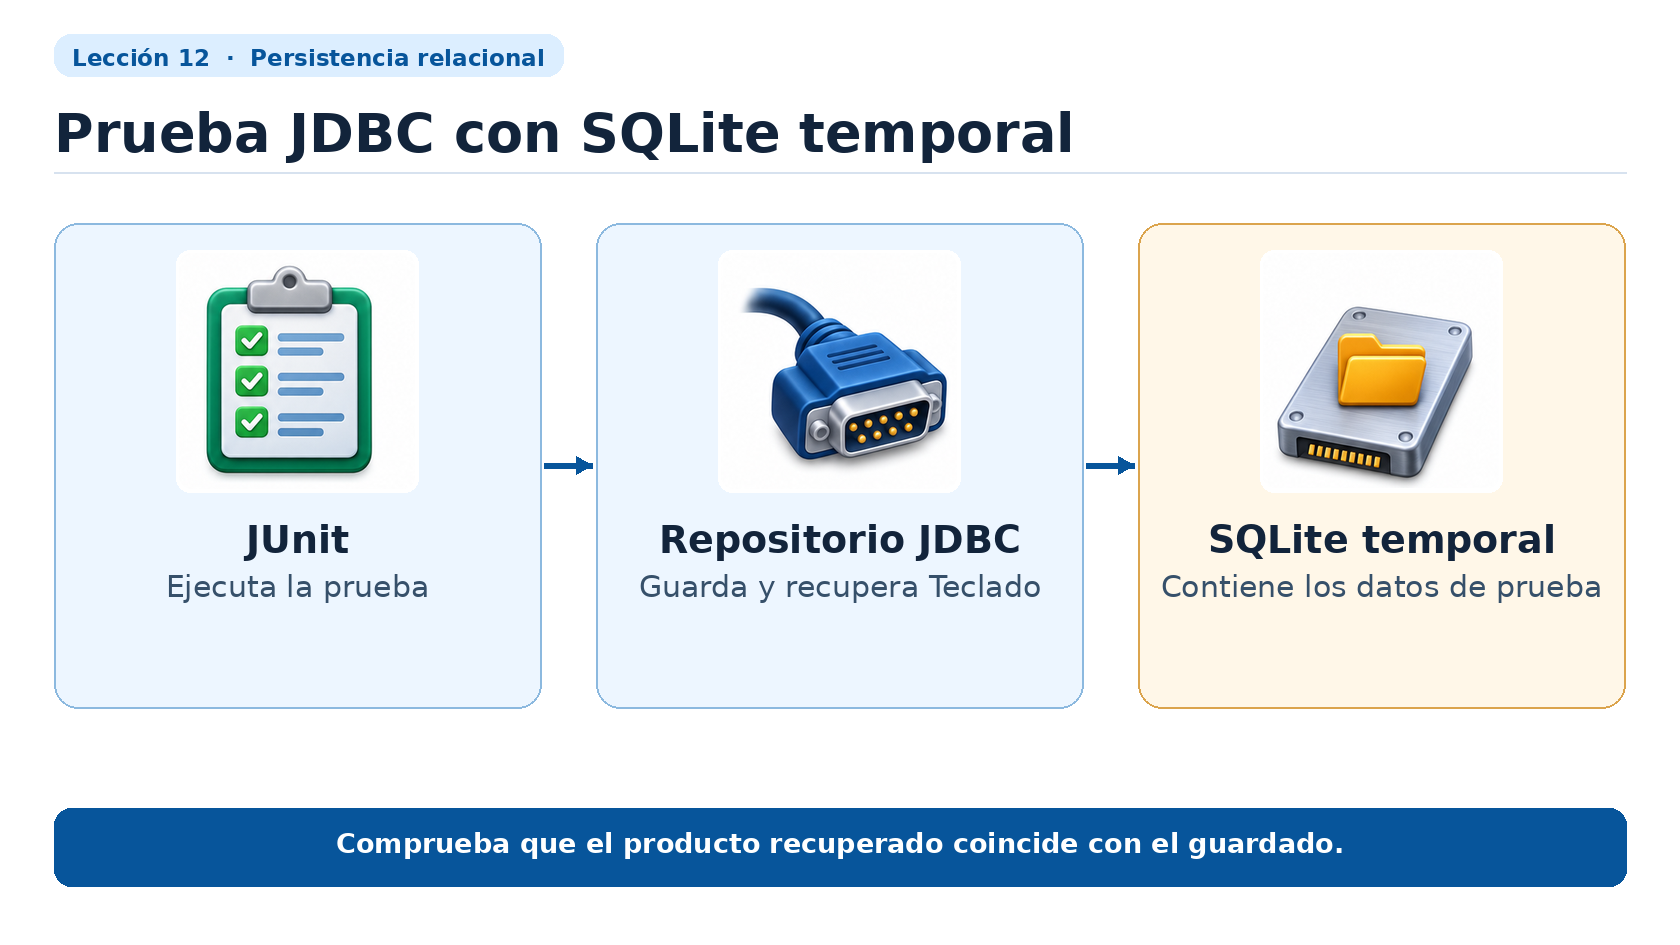 Lección 12 · Persistencia relacional
Prueba JDBC con SQLite temporal
JUnit
Ejecuta la prueba
Repositorio JDBC
Guarda y recupera Teclado
SQLite temporal
Contiene los datos de prueba
Comprueba que el producto recuperado coincide con el guardado.